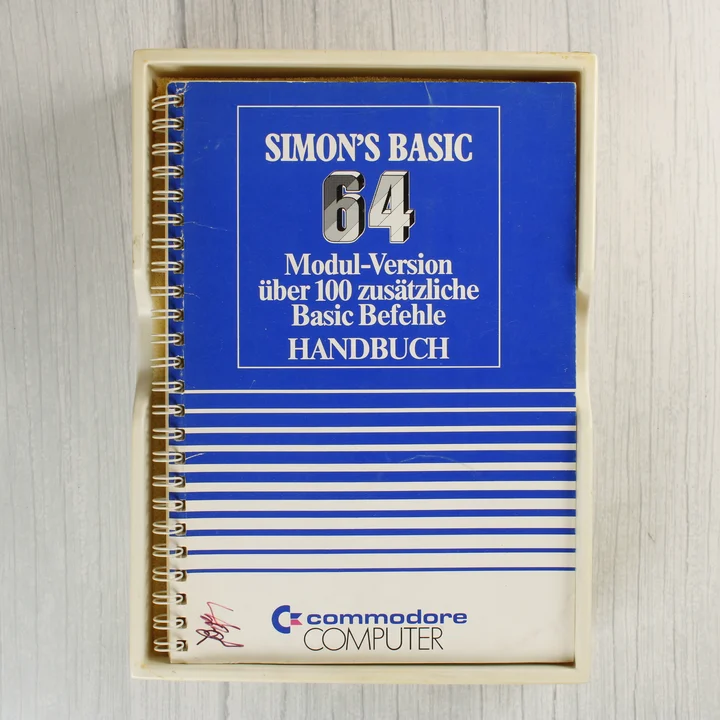 SIMON'S BASIC
64
Modul-Version
über 100 zusätzliche
Basic Befehle
HANDBUCH
commodore
COMPUTER